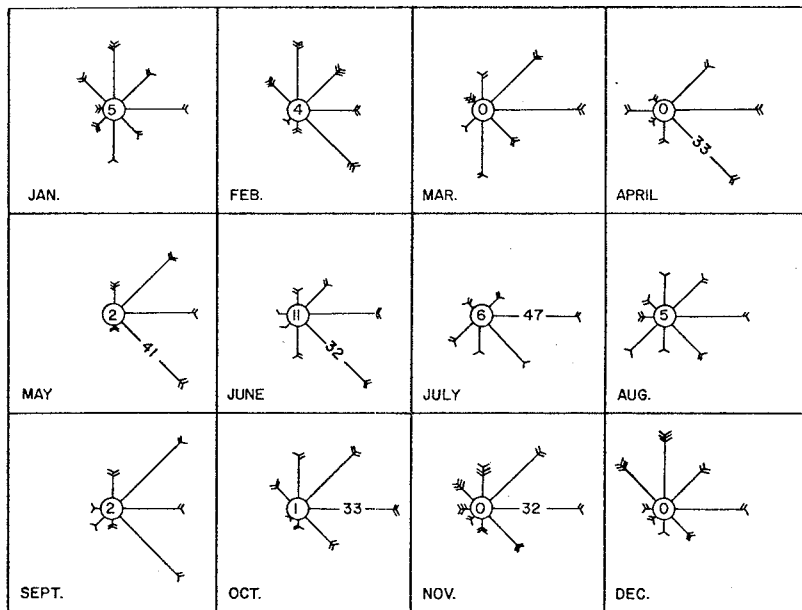 5
JAN.
4
FEB.
0
MAR.
0
33
APRIL
2
41
MAY
11
32
JUNE
6
47
JULY
5
AUG.
2
SEPT.
1
33
OCT.
0
32
NOV.
0
DEC.